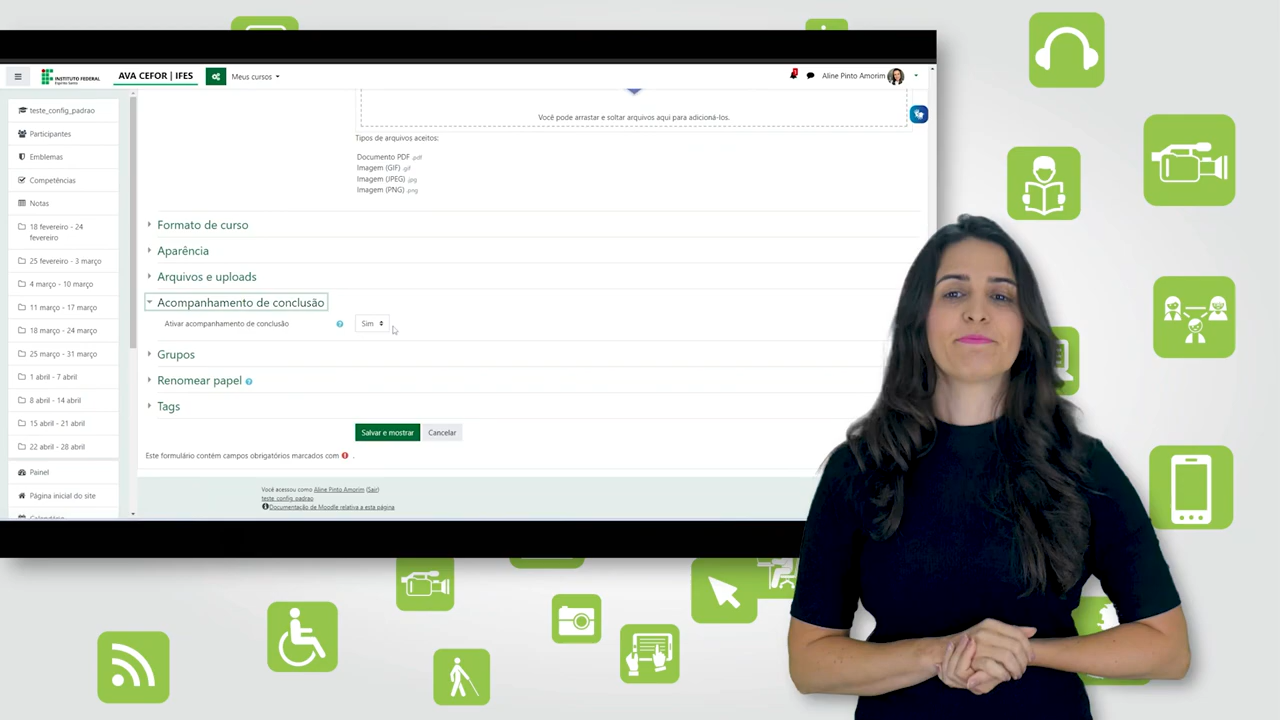 INSTITUTO FEDERAL
Espírito Santo
AVA CEFOR | IFES
Meus cursos
Aline Pinto Amorim
teste_config_padrao
Participantes
Emblemas
Competências
Notas
18 fevereiro - 24
fevereiro
25 fevereiro - 3 março
4 março - 10 março
11 março - 17 março
18 março - 24 março
25 março - 31 março
1 abril - 7 abril
8 abril - 14 abril
15 abril - 21 abril
22 abril - 28 abril
Painel
Página inicial do site
Calendário
Você pode arrastar e soltar arquivos aqui para adicioná-los.
Tipos de arquivos aceitos:
Documento PDF .pdf
Imagem (GIF) .gif
Imagem (JPEG) .jpg
Imagem (PNG) .png
Formato de curso
Aparência
Arquivos e uploads
Acompanhamento de conclusão
Ativar acompanhamento de conclusão
Sim
Grupos
Renomear papel
Tags
Salvar e mostrar
Cancelar
Este formulário contém campos obrigatórios marcados com .
Você acessou como Aline Pinto Amorim (Sair)
teste_config_padrao
Documentação de Moodle relativa a esta página